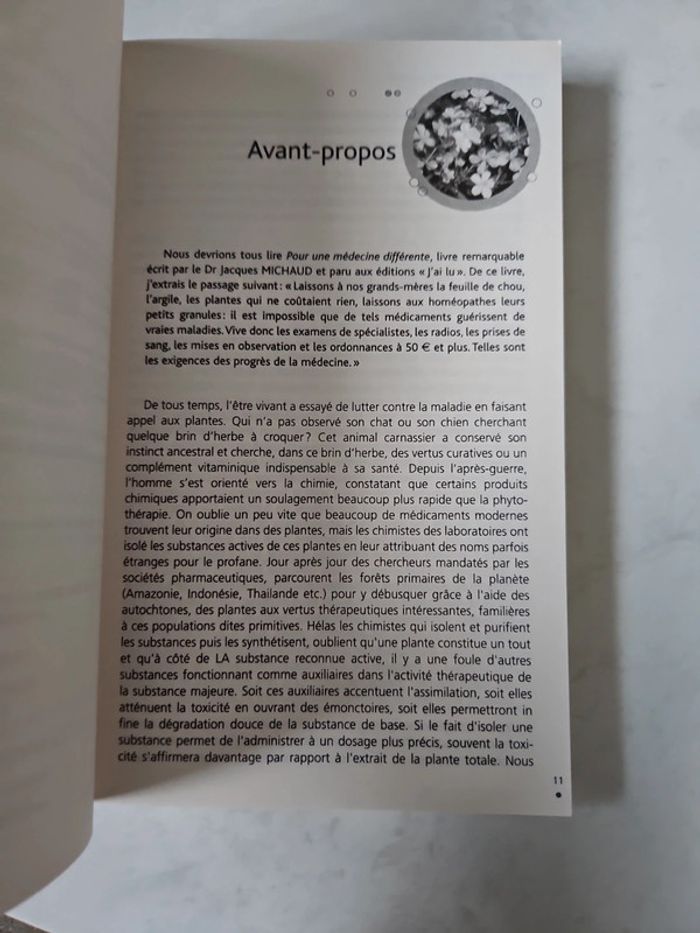 Avant-propos
Nous devrions tous lire Pour une médecine différente, livre remarquable
écrit par le Dr Jacques MICHAUD et paru aux éditions « J'ai lu ». De ce livre,
j'extrais le passage suivant : « Laissons à nos grands-mères la feuille de chou,
l'argile, les plantes qui ne coûtaient rien, laissons aux homéopathes leurs
petits granules : il est impossible que de tels médicaments guérissent de
vraies maladies. Vive donc les examens de spécialistes, les radios, les prises de
sang, les mises en observation et les ordonnances à 50 € et plus. Telles sont
les exigences des progrès de la médecine. »
De tous temps, l'être vivant a essayé de lutter contre la maladie en faisant
appel aux plantes. Qui n'a pas observé son chat ou son chien cherchant
quelque brin d'herbe à croquer ? Cet animal carnassier a conservé son
instinct ancestral et cherche, dans ce brin d'herbe, des vertus curatives ou un
complément vitaminique indispensable à sa santé. Depuis l'après-guerre,
l'homme s'est orienté vers la chimie, constatant que certains produits
chimiques apportaient un soulagement beaucoup plus rapide que la phyto-
thérapie. On oublie un peu vite que beaucoup de médicaments modernes
trouvent leur origine dans des plantes, mais les chimistes des laboratoires ont
isolé les substances actives de ces plantes en leur attribuant des noms parfois
étranges pour le profane. Jour après jour des chercheurs mandatés par les
sociétés pharmaceutiques, parcourent les forêts primaires de la planète
(Amazonie, Indonésie, Thailande etc.) pour y débusquer grâce à l'aide des
autochtones, des plantes aux vertus thérapeutiques intéressantes, familières
à ces populations dites primitives. Hélas les chimistes qui isolent et purifient
les substances puis les synthétisent, oublient qu'une plante constitue un tout
et qu'à côté de LA substance reconnue active, il y a une foule d'autres
substances fonctionnant comme auxiliaires dans l'activité thérapeutique de
la substance majeure. Soit ces auxiliaires accentuent l'assimilation, soit elles
atténuent la toxicité en ouvrant des émonctoires, soit elles permettront in
fine la dégradation douce de la substance de base. Si le fait d'isoler une
substance permet de l'administrer à un dosage plus précis, souvent la toxi-
cité s'affirmera davantage par rapport à l'extrait de la plante totale. Nous
11